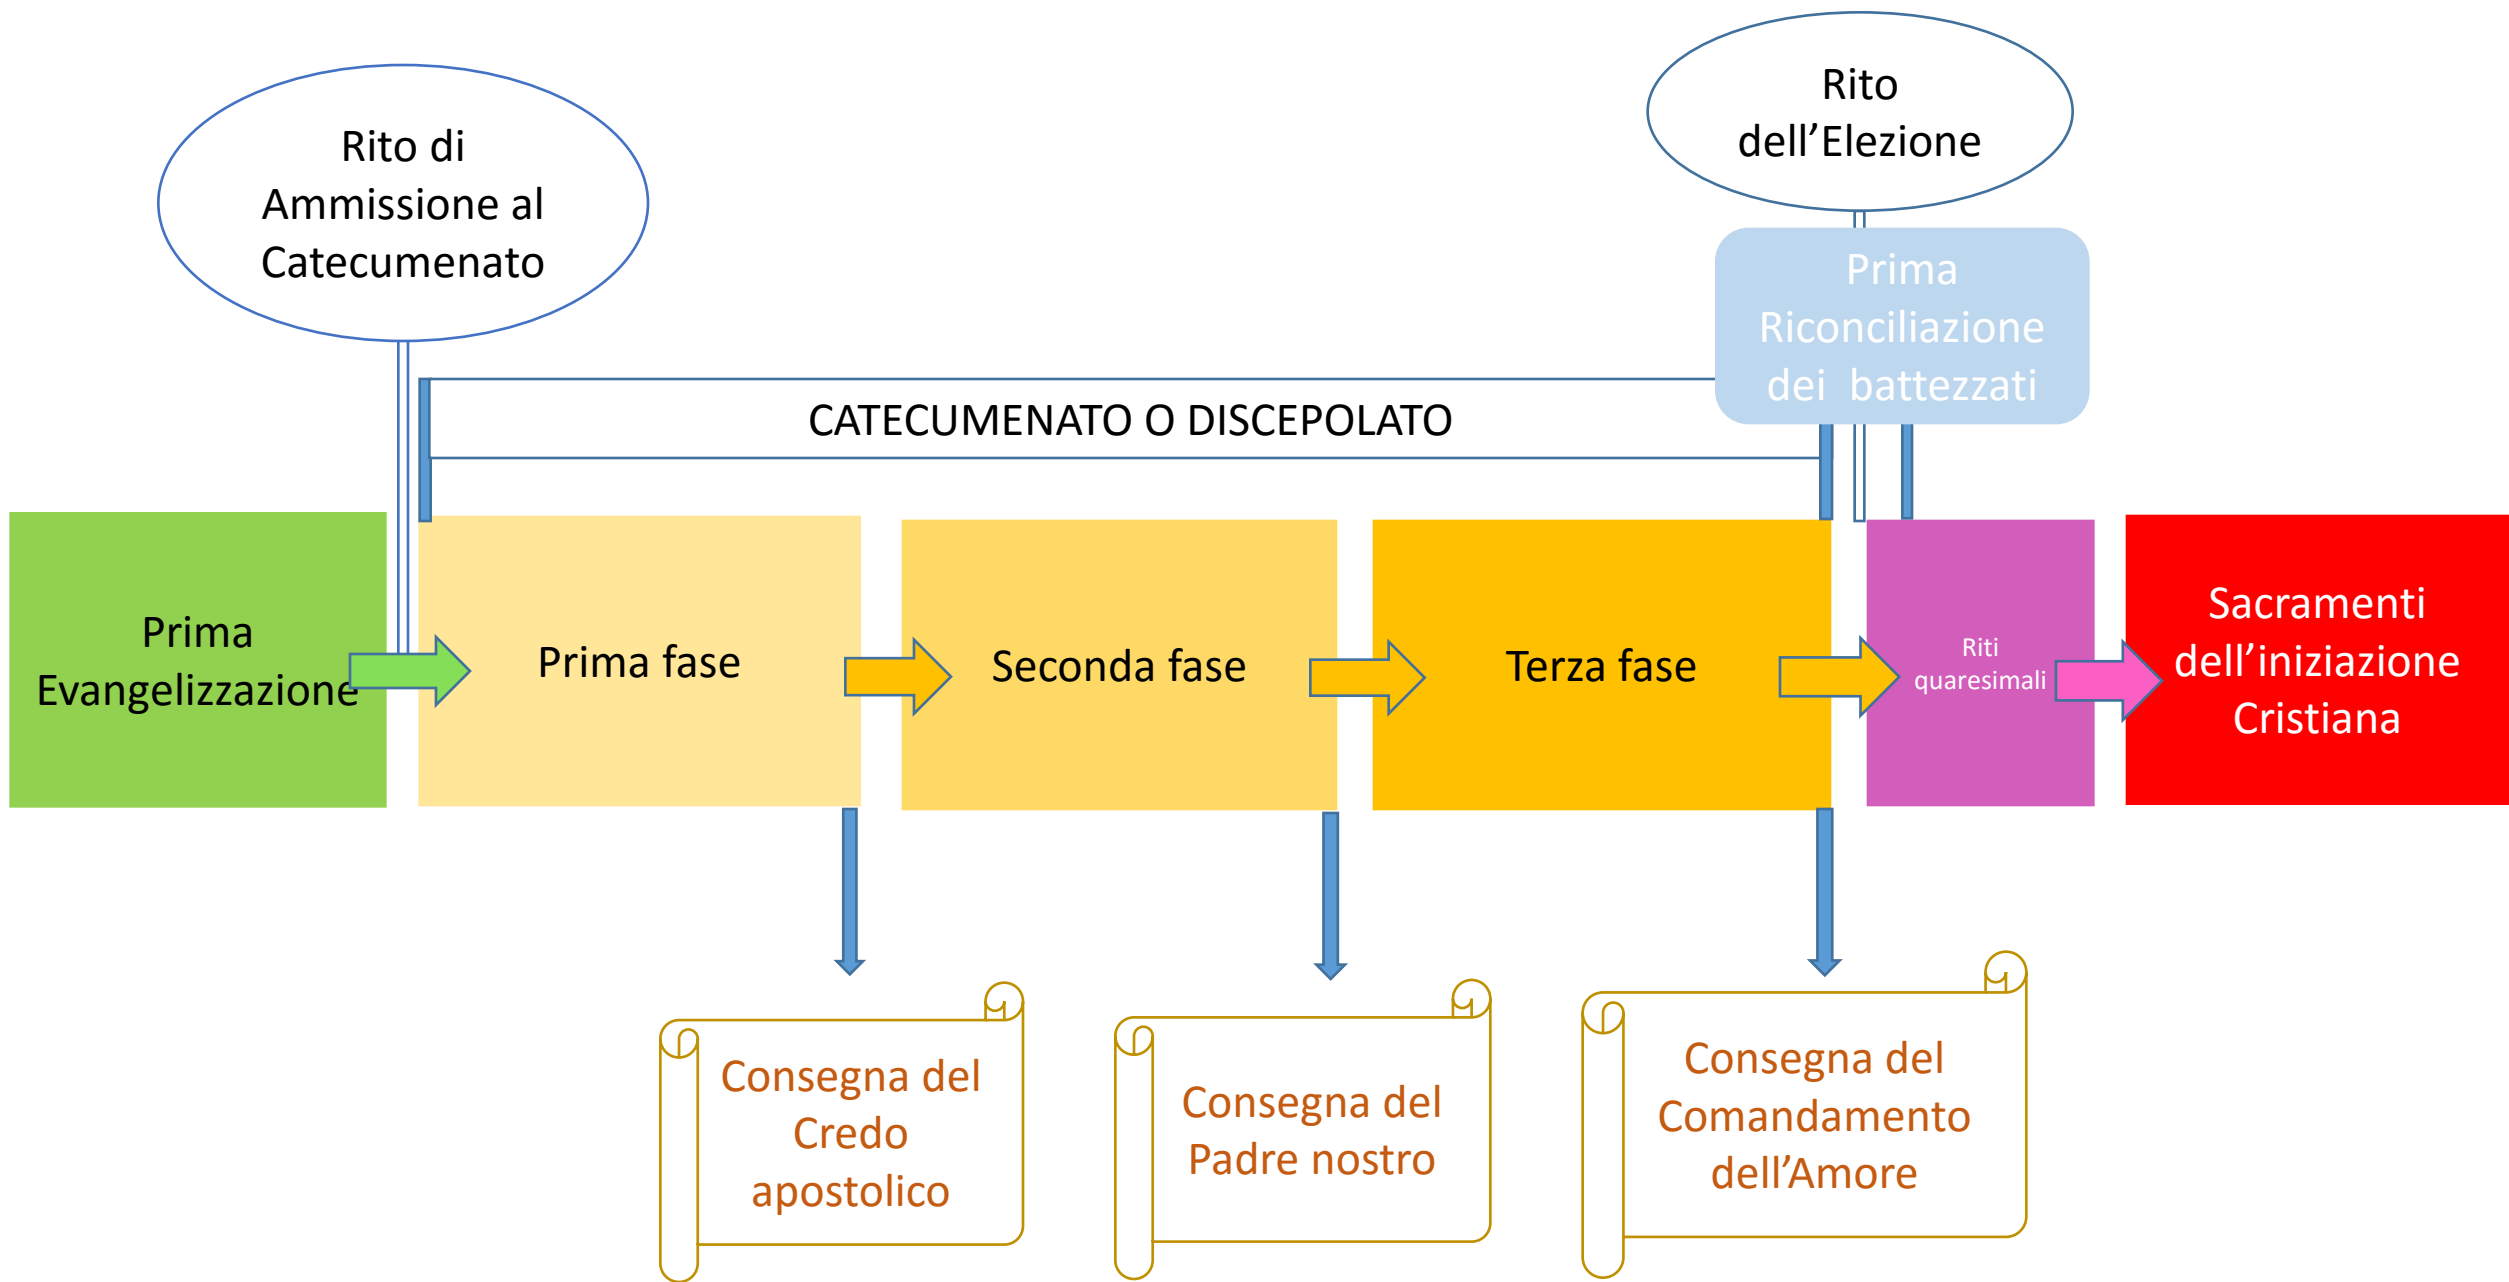 Rito di
Ammissione al
Catecumenato
Rito
dell’Elezione
Prima
Riconciliazione
dei battezzati
CATECUMENATO O DISCEPOLATO
Prima
Evangelizzazione
Prima fase
Seconda fase
Terza fase
Riti
quaresimali
Sacramenti
dell’iniziazione
Cristiana
Consegna del
Credo
apostolico
Consegna del
Padre nostro
Consegna del
Comandamento
dell’Amore